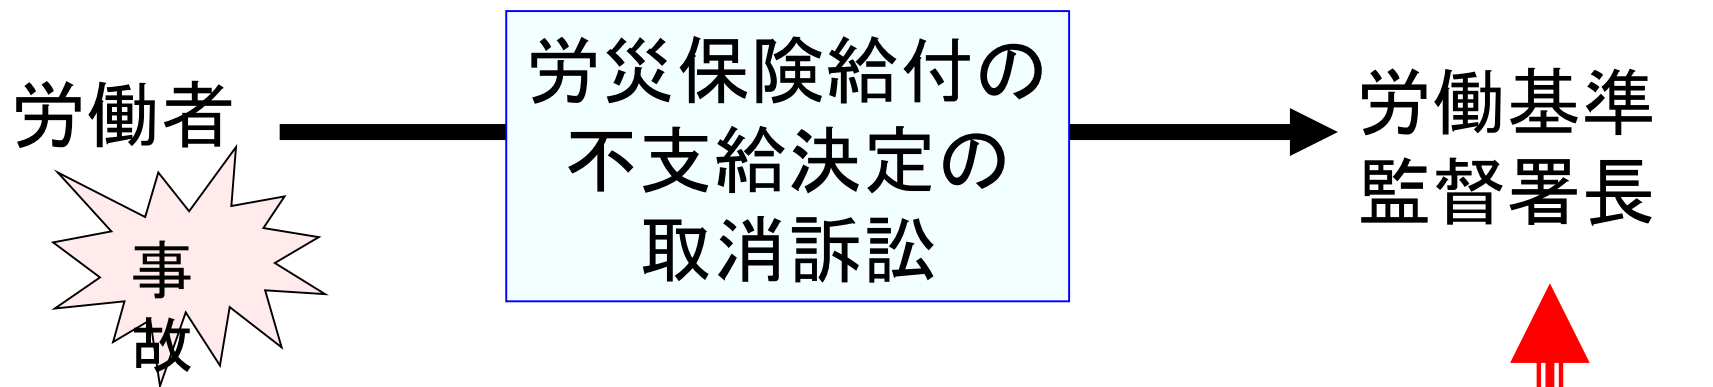 労働者
事
故
労災保険給付の
不支給決定の
取消訴訟
労働基準
監督署長